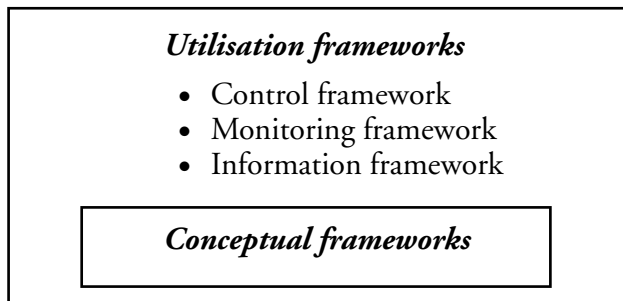 Utilisation frameworks
• Control framework
• Monitoring framework
• Information framework
Conceptual frameworks